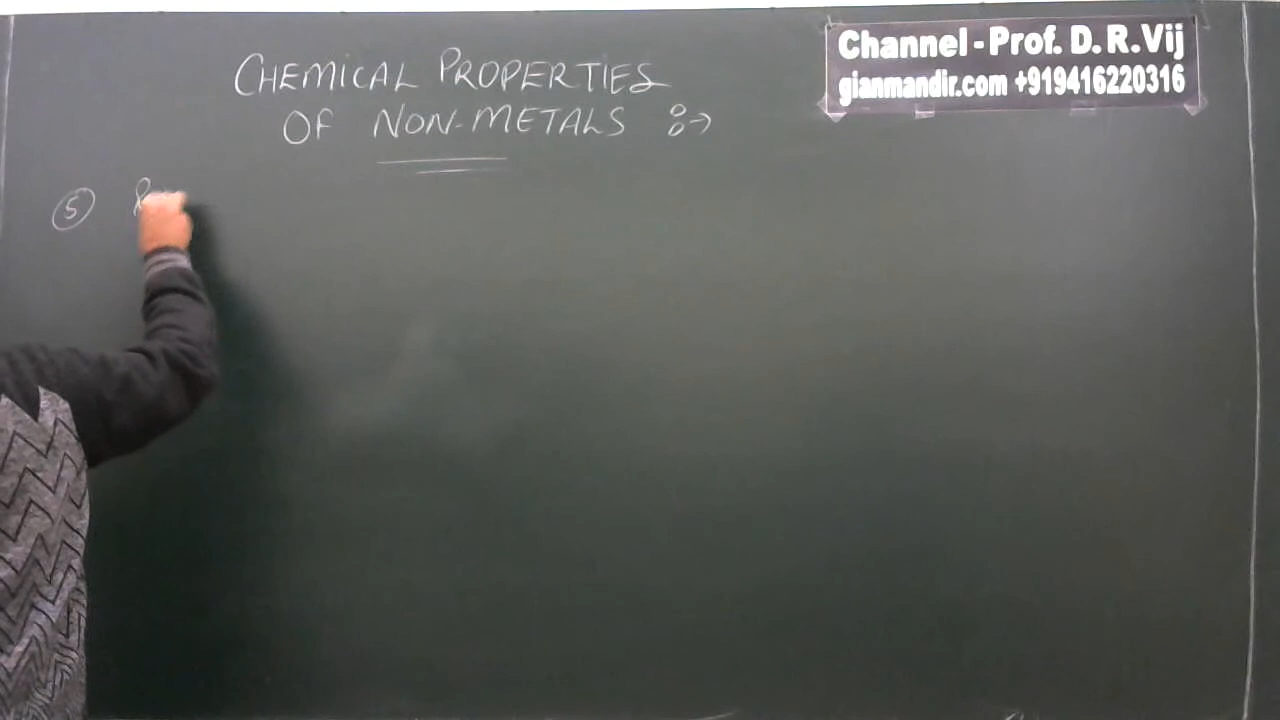 Channel - Prof. D. R. Vij
gianmandir.com +919416220316
CHEMICAL PROPERTIES
OF NON-METALS :->
5